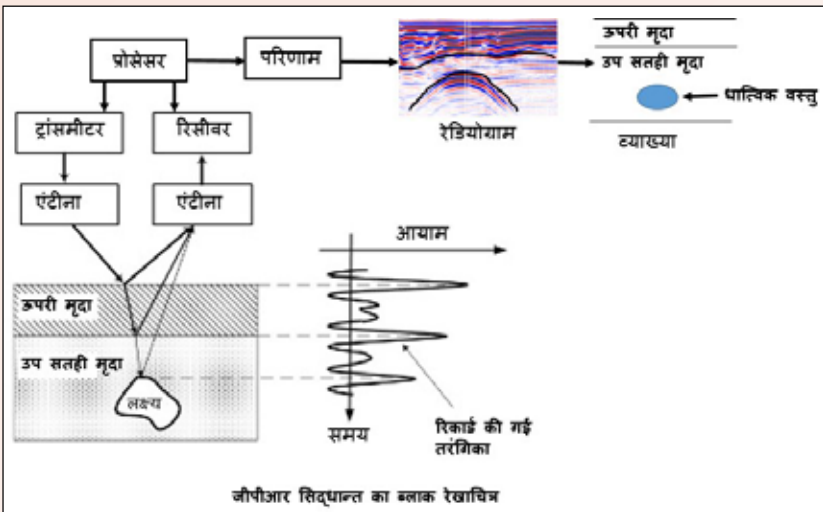 प्रोसेसर
परिणाम
रेडियोग्राम
ऊपरी मृदा
उप सतही मृदा
धात्विक वस्तु
व्याख्या
ट्रांसमीटर
रिसीवर
एंटीना
एंटीना
आयाम
ऊपरी मृदा
उप सतही मृदा
लक्ष्य
समय
रिकार्ड की गई
तरंगिका
जीपीआर सिद्धान्त का ब्लाक रेखाचित्र